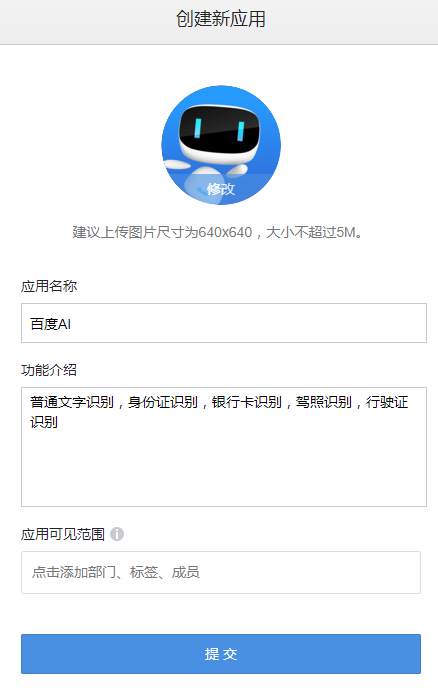 创建新应用
修改
建议上传图片尺寸为640x640，大小不超过5M。
应用名称
百度AI
功能介绍
普通文字识别，身份证识别，银行卡识别，驾照识别，行驶证
识别
应用可见范围
点击添加部门、标签、成员
提 交